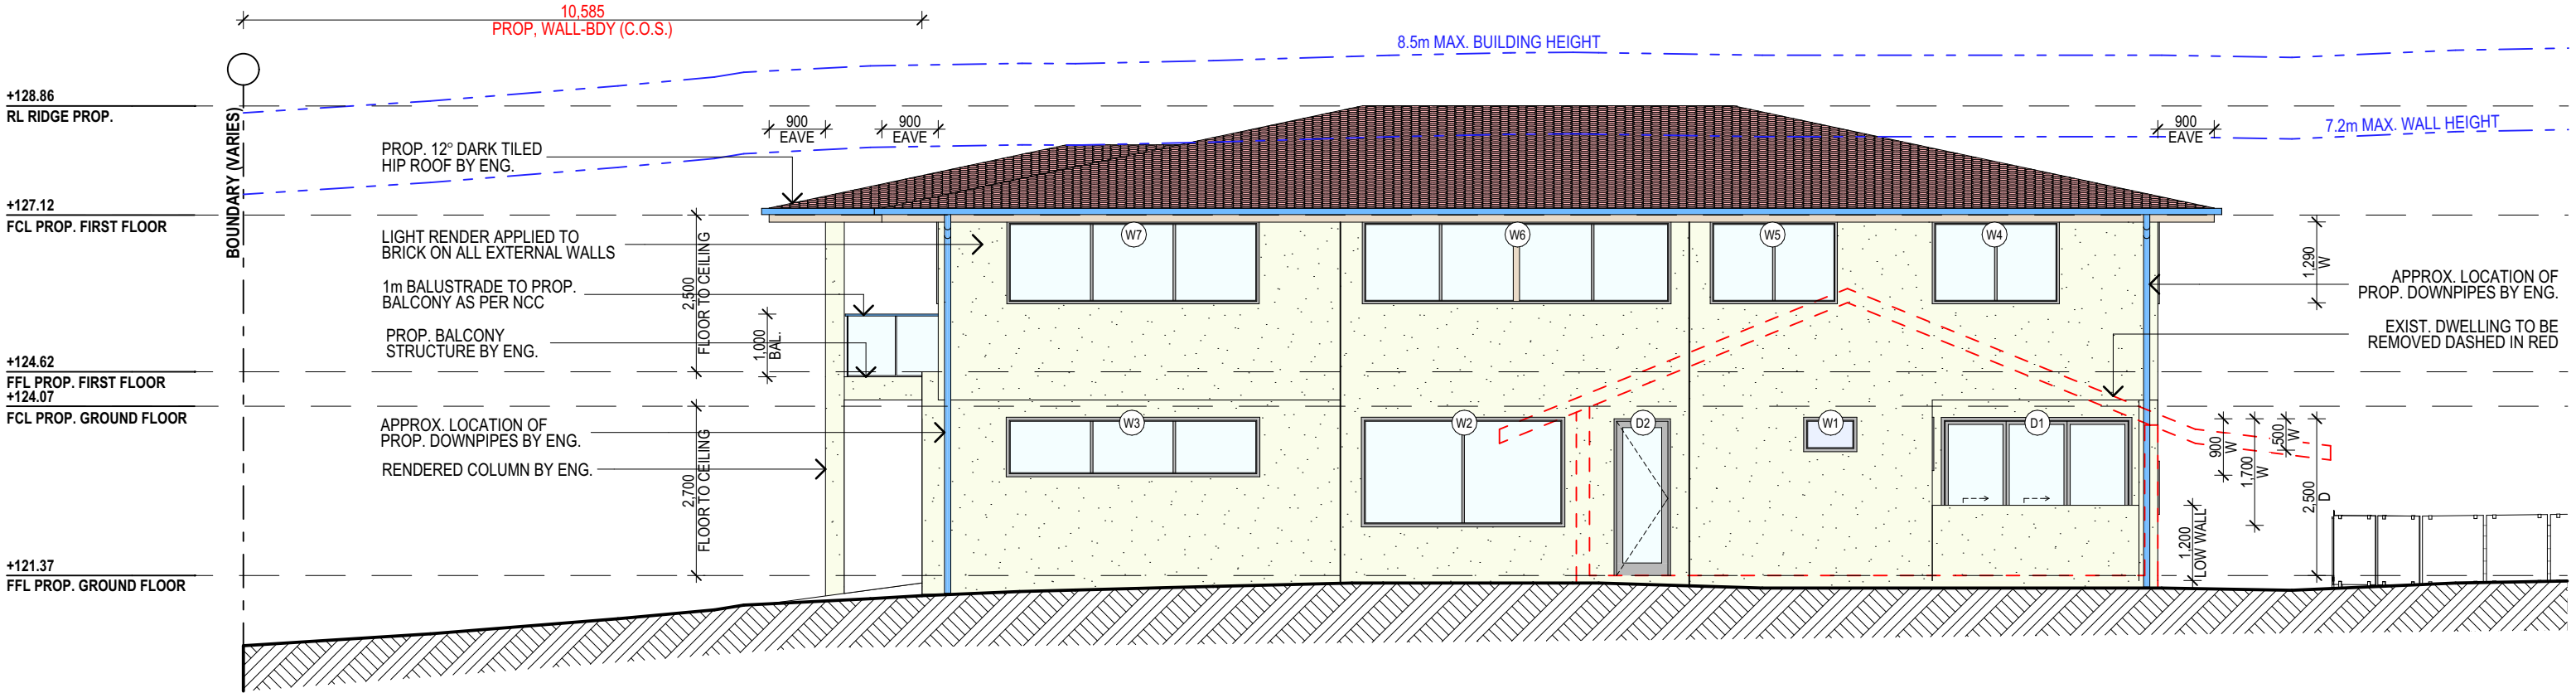 10,585
PROP, WALL-BDY (C.O.S.)
8.5m MAX. BUILDING HEIGHT
7.2m MAX. WALL HEIGHT
+128.86
RL RIDGE PROP.
+127.12
FCL PROP. FIRST FLOOR
+124.62
FFL PROP. FIRST FLOOR
+124.07
FCL PROP. GROUND FLOOR
+121.37
FFL PROP. GROUND FLOOR
BOUNDARY (VARIES)
PROP. 12° DARK TILED
HIP ROOF BY ENG.
LIGHT RENDER APPLIED TO
BRICK ON ALL EXTERNAL WALLS
1m BALUSTRADE TO PROP.
BALCONY AS PER NCC
PROP. BALCONY
STRUCTURE BY ENG.
APPROX. LOCATION OF
PROP. DOWNPIPES BY ENG.
RENDERED COLUMN BY ENG.
2,500
FLOOR TO CEILING
2,700
FLOOR TO CEILING
1,000
BAL.
900
EAVE
900
EAVE
900
EAVE
W7
W6
W5
W4
W3
W2
D2
W1
D1
1,290
W
APPROX. LOCATION OF
PROP. DOWNPIPES BY ENG.
EXIST. DWELLING TO BE
REMOVED DASHED IN RED
900
W
1,700
W
500
W
2,500
D
1,200
LOW WALL